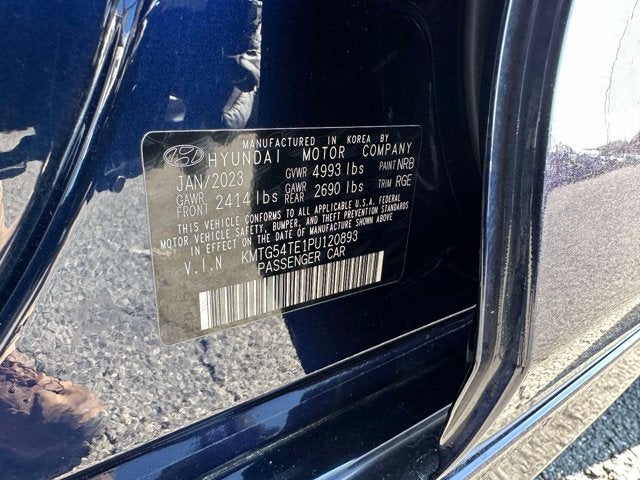 MANUFACTURED IN KOREA BY
HYUNDAI MOTOR COMPANY
JAN/2023 GVWR 4993 lbs PAINT NRB
GAWR FRONT 2414 lbs GAWR REAR 2690 lbs TRIM RGE
THIS VEHICLE CONFORMS TO ALL APPLICABLE U.S.A. FEDERAL
MOTOR VEHICLE SAFETY, BUMPER, AND THEFT PREVENTION STANDARDS
IN EFFECT ON THE DATE OF MANUFACTURE SHOWN ABOVE.
V.I.N KMTG54TE1PU120893
PASSENGER CAR